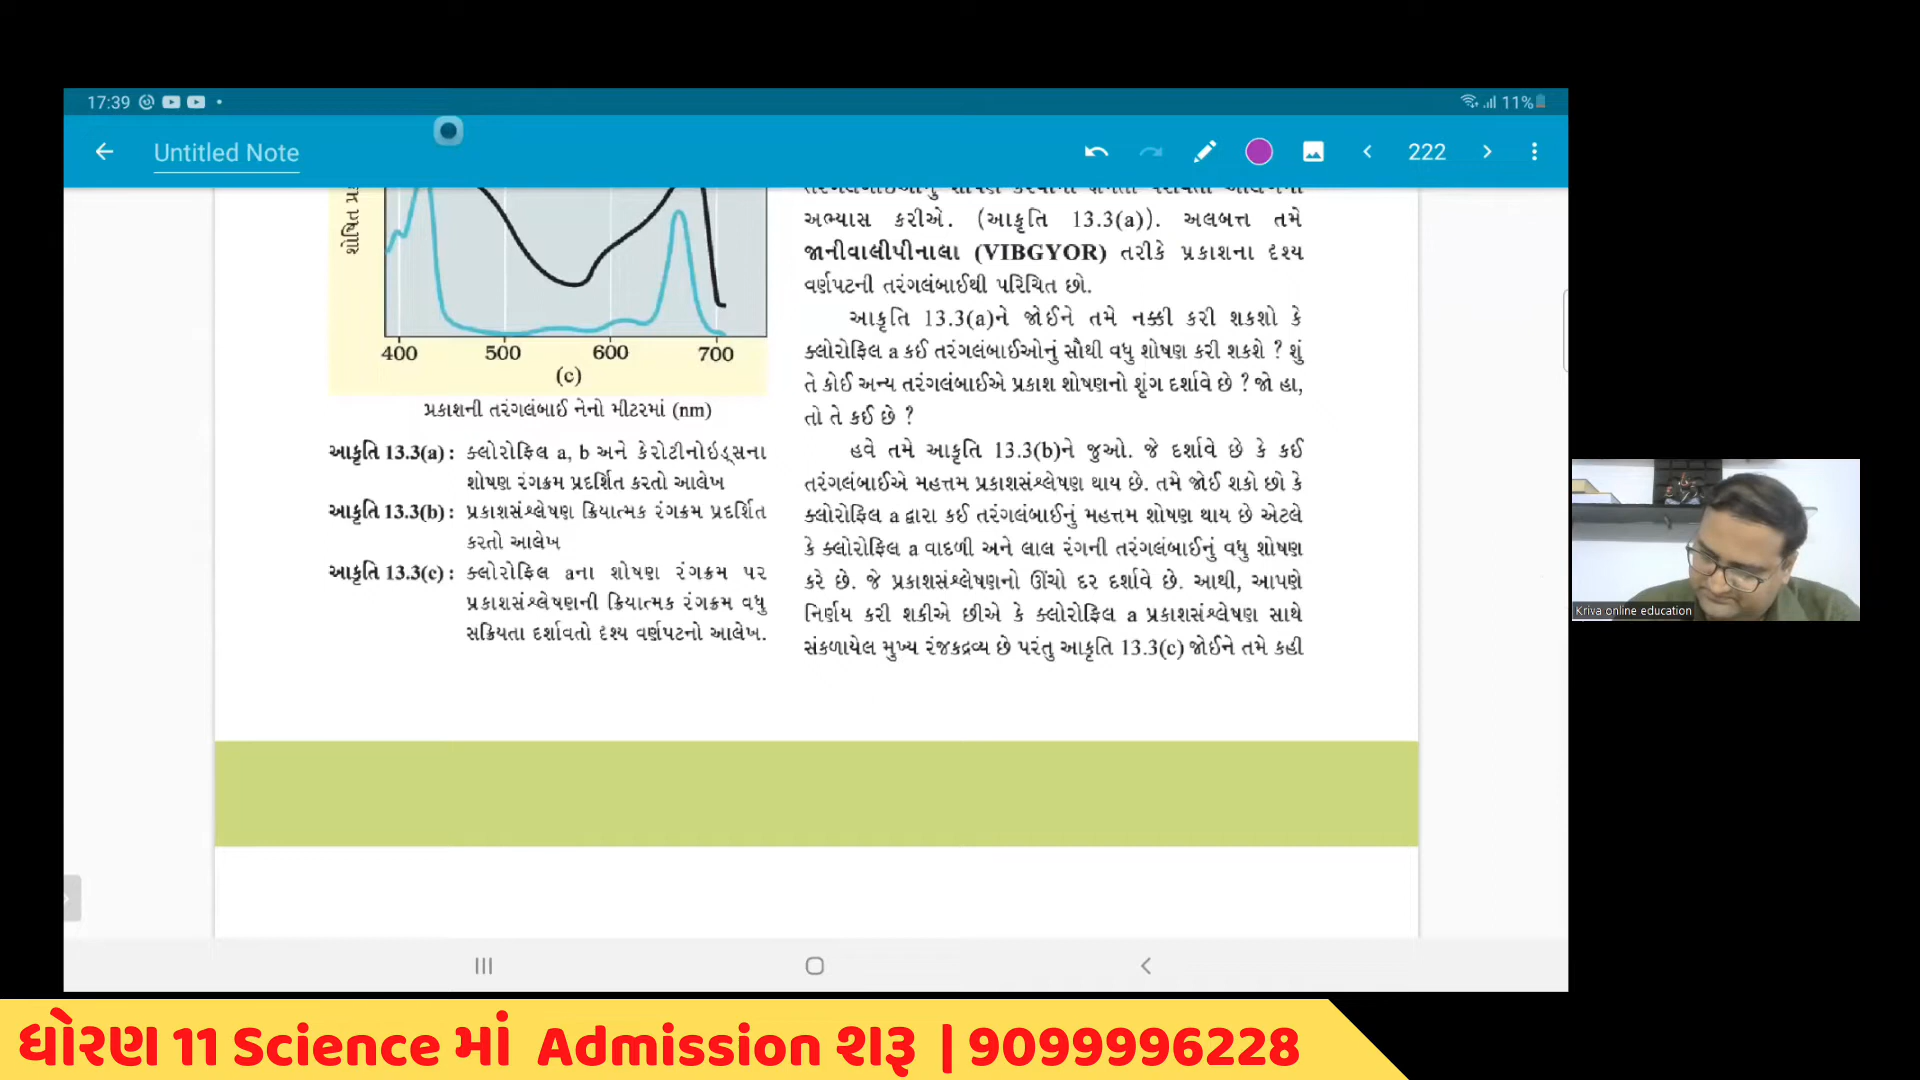 17:39
11%
Untitled Note
222
શોષિત પ્ર
400 500 600 700
(c)
પ્રકાશની તરંગલંબાઈ નેનો મીટરમાં (nm)
આકૃતિ 13.3(a) : ક્લોરોફિલ a, b અને કેરોટીનોઇડ્સના
શોષણ રંગક્રમ પ્રદર્શિત કરતો આલેખ
આકૃતિ 13.3(b) : પ્રકાશસંશ્લેષણ ક્રિયાત્મક રંગક્રમ પ્રદર્શિત
કરતો આલેખ
આકૃતિ 13.3(c) : ક્લોરોફિલ aના શોષણ રંગક્રમ પર
પ્રકાશસંશ્લેષણની ક્રિયાત્મક રંગક્રમ વધુ
સક્રિયતા દર્શાવતો દૃશ્ય વર્ણપટનો આલેખ.
અભ્યાસ કરીએ. (આકૃતિ 13.3(a)). અલબત્ત તમે
જાનીવાલીપીનાલા (VIBGYOR) તરીકે પ્રકાશના દૃશ્ય
વર્ણપટની તરંગલંબાઈથી પરિચિત છો.
આકૃતિ 13.3(a)ને જોઈને તમે નક્કી કરી શકશો કે
ક્લોરોફિલ a કઈ તરંગલંબાઈઓનું સૌથી વધુ શોષણ કરી શકશે ? શું
તે કોઈ અન્ય તરંગલંબાઈએ પ્રકાશ શોષણનો શૃંગ દર્શાવે છે ? જો હા,
તો તે કઈ છે ?
હવે તમે આકૃતિ 13.3(b)ને જુઓ. જે દર્શાવે છે કે કઈ
તરંગલંબાઈએ મહત્તમ પ્રકાશસંશ્લેષણ થાય છે. તમે જોઈ શકો છો કે
ક્લોરોફિલ a દ્વારા કઈ તરંગલંબાઈનું મહત્તમ શોષણ થાય છે એટલે
કે ક્લોરોફિલ a વાદળી અને લાલ રંગની તરંગલંબાઈનું વધુ શોષણ
કરે છે. જે પ્રકાશસંશ્લેષણનો ઊંચો દર દર્શાવે છે. આથી, આપણે
નિર્ણય કરી શકીએ છીએ કે ક્લોરોફિલ a પ્રકાશસંશ્લેષણ સાથે
સંકળાયેલ મુખ્ય રંજકદ્રવ્ય છે પરંતુ આકૃતિ 13.3(c) જોઈને તમે કહી
Kriva online education
ધોરણ 11 Science માં Admission શરૂ | 9099996228